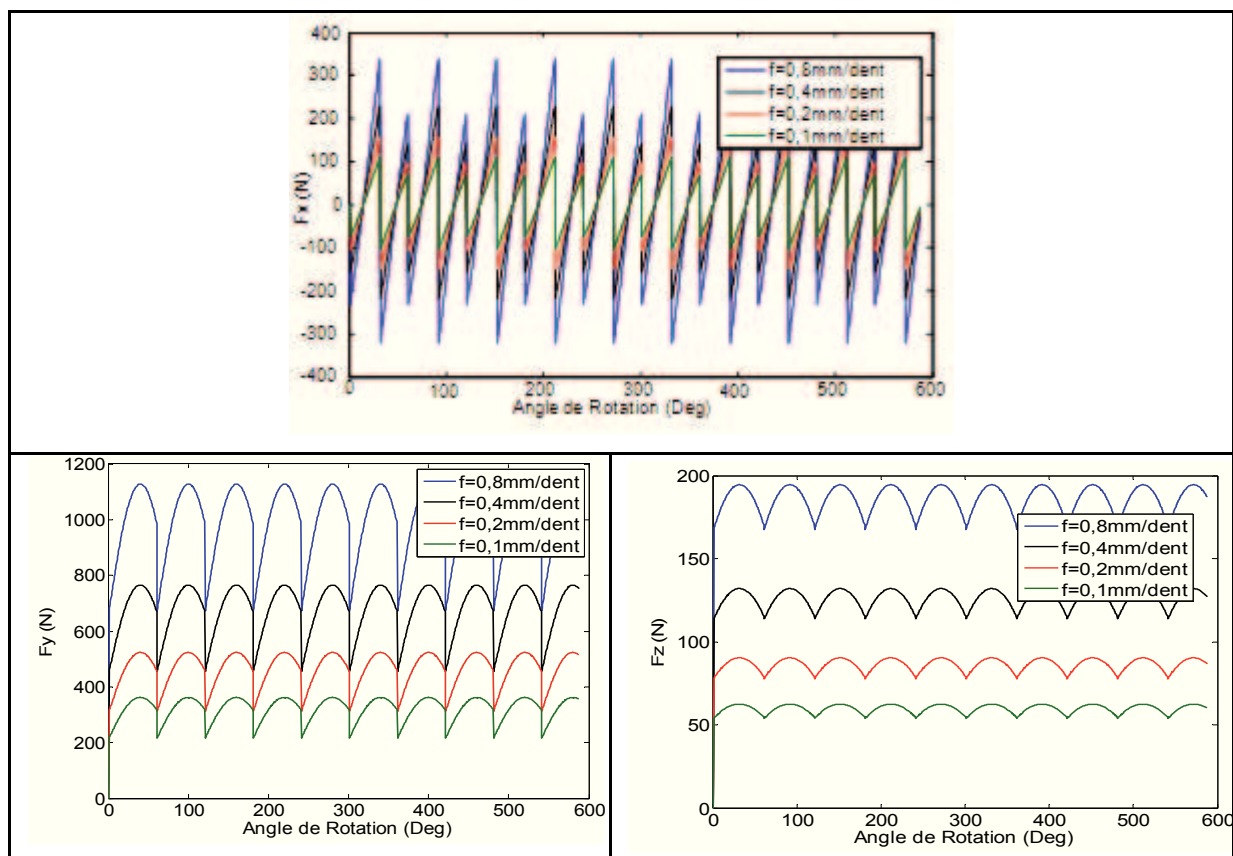 400
300
200
100
0
-100
-200
-300
-400
Fx (N)
f=0,8mm/dent
f=0,4mm/dent
f=0,2mm/dent
f=0,1mm/dent
0 100 200 300 400 500 600
Angle de Rotation (Deg)
1200
1000
800
600
400
200
0
Fy (N)
f=0,8mm/dent
f=0,4mm/dent
f=0,2mm/dent
f=0,1mm/dent
0 100 200 300 400 500 600
Angle de Rotation (Deg)
200
150
100
50
0
Fz (N)
f=0,8mm/dent
f=0,4mm/dent
f=0,2mm/dent
f=0,1mm/dent
0 100 200 300 400 500 600
Angle de Rotation (Deg)